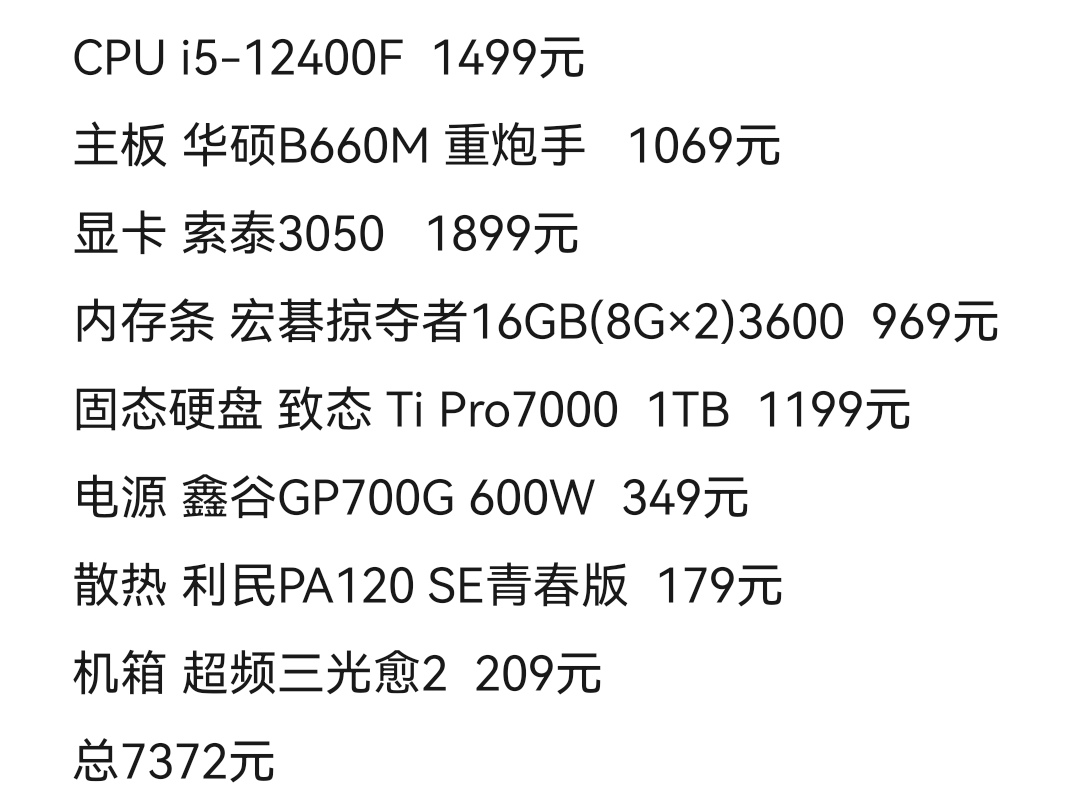 CPU i5-12400F 1499元
主板 华硕B660M 重炮手 1069元
显卡 索泰3050 1899元
内存条 宏碁掠夺者16GB(8G×2)3600 969元
固态硬盘 致态 Ti Pro7000 1TB 1199元
电源 鑫谷GP700G 600W 349元
散热 利民PA120 SE青春版 179元
机箱 超频三光愈2 209元
总7372元